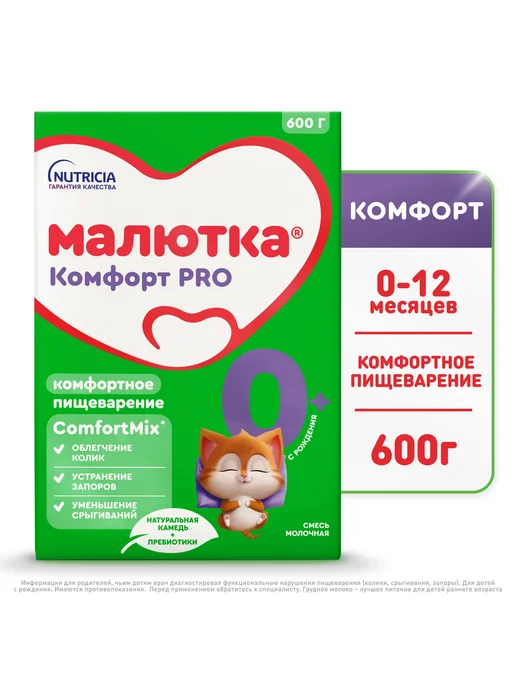 600 Г
NUTRICIA
ГАРАНТИЯ КАЧЕСТВА
МАЛЮТКА®
Комфорт PRO
комфортное
пищеварение
ComfortMix*
ОБЛЕГЧЕНИЕ
КОЛИК
УСТРАНЕНИЕ
ЗАПОРОВ
УМЕНЬШЕНИЕ
СРЫГИВАНИЙ
НАТУРАЛЬНАЯ
КАМЕДЬ
+
ПРЕБИОТИКИ
0+
С РОЖДЕНИЯ
СМЕСЬ
МОЛОЧНАЯ
КОМФОРТ
0-12
месяцев
КОМФОРТНОЕ
ПИЩЕВАРЕНИЕ
600г
Информация для родителей, чьим детям врач диагностировал функциональные нарушения пищеварения (колики, срыгивания, запоры). Для детей
с рождения. Имеются противопоказания. Перед применением обратитесь к специалисту. Грудное молоко – лучшее питание для детей раннего возраста